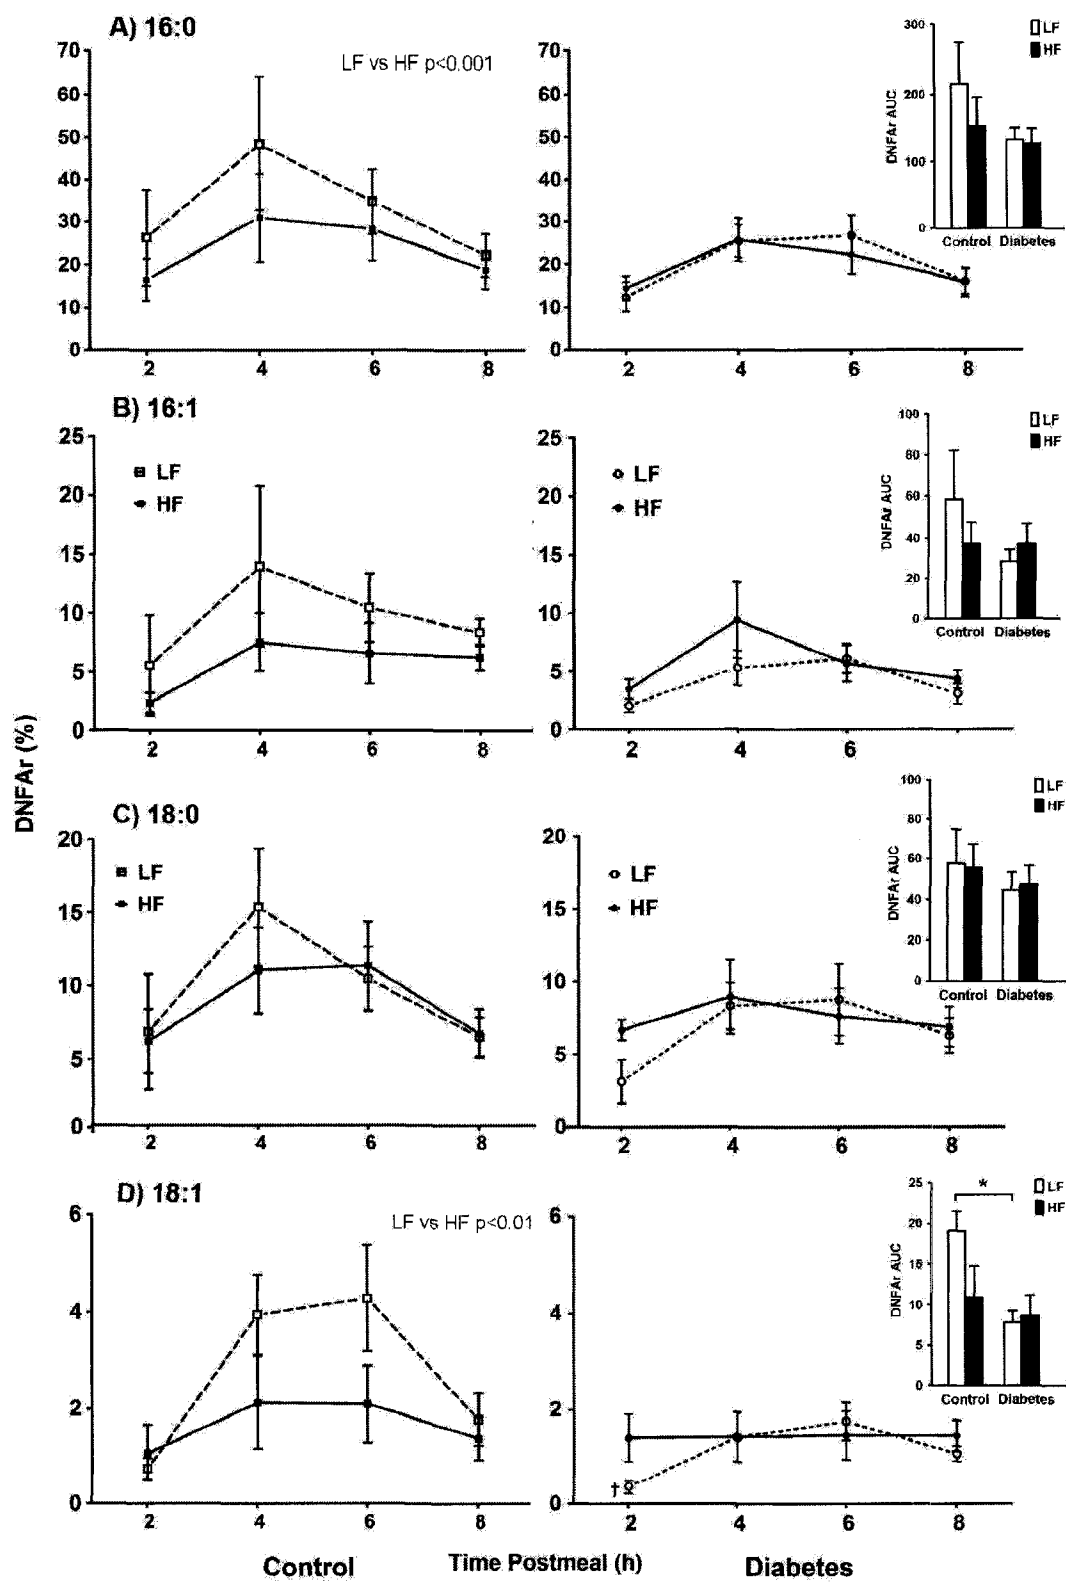 A) 16:0
LF vs HF p<0.001
70
60
50
40
30
20
10
0
2 4 6 8
70
60
50
40
30
20
10
0
2 4 6 8
300
200
100
0
DNFAr AUC
LF
HF
Control Diabetes
B) 16:1
25
20
15
10
5
0
LF
HF
2 4 6 8
25
20
15
10
5
0
LF
HF
2 4 6 8
100
80
60
40
20
0
DNFAr AUC
LF
HF
Control Diabetes
DNFAr (%)
C) 18:0
20
15
10
5
0
LF
HF
2 4 6 8
20
15
10
5
0
LF
HF
2 4 6 8
100
80
60
40
20
0
DNFAr AUC
LF
HF
Control Diabetes
D) 18:1
LF vs HF p<0.01
6
4
2
0
2 4 6 8
6
4
2
0
†
2 4 6 8
25
20
15
10
5
0
DNFAr AUC
*
LF
HF
Control Diabetes
Control Time Postmeal (h) Diabetes